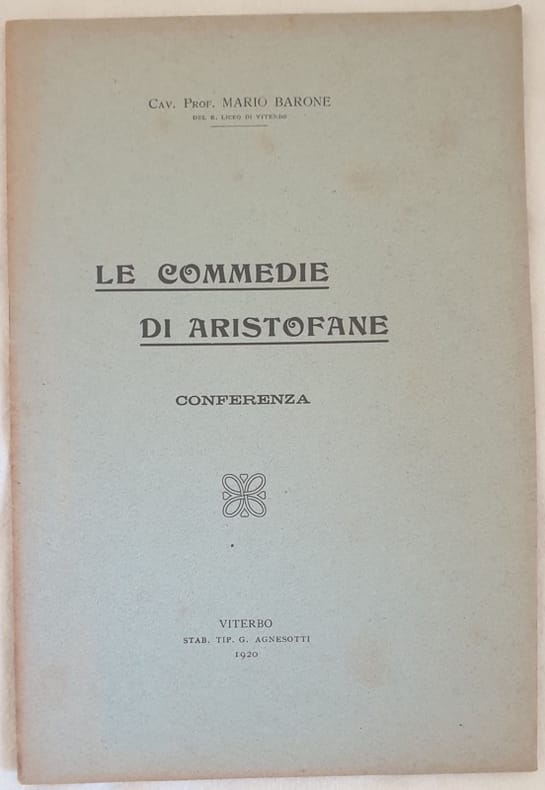 Cav. Prof. MARIO BARONE
DEL R. LICEO DI VITERBO
LE COMMEDIE
DI ARISTOFANE
CONFERENZA
VITERBO
STAB. TIP. G. AGNESOTTI
1920